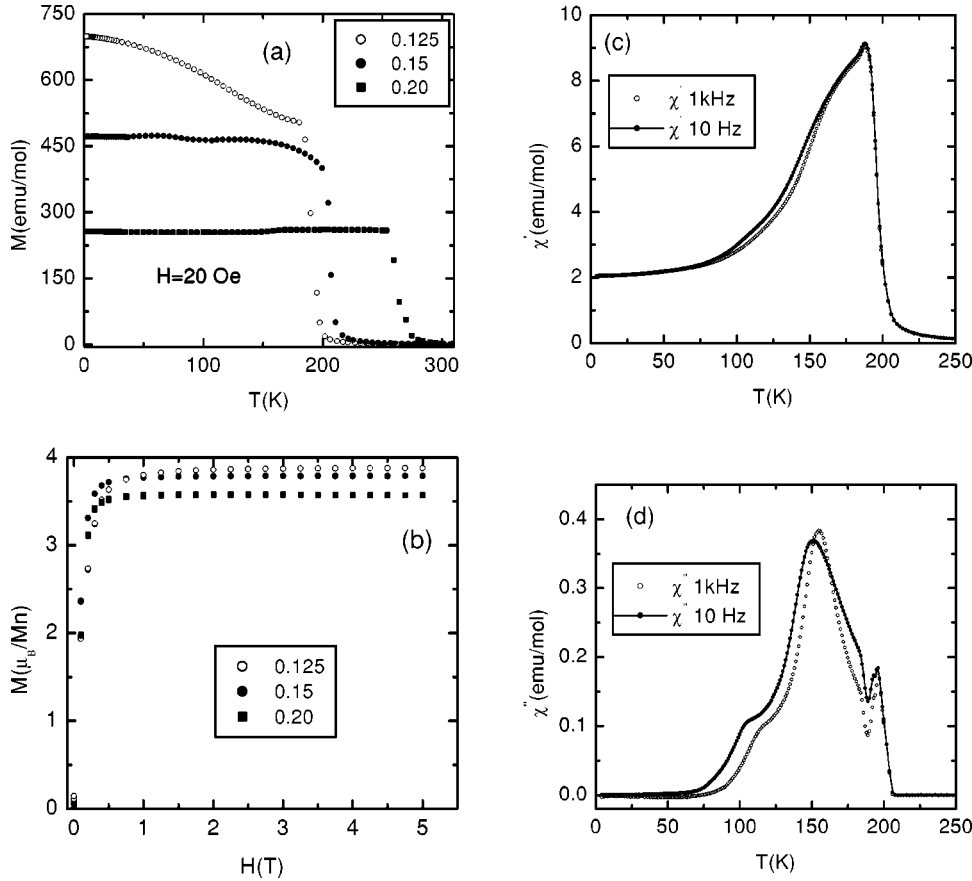 (a)
0.125
0.15
0.20
H=20 Oe
M(emu/mol)
750
600
450
300
150
0
0 100 200 300
T(K)
(c)
χ' 1kHz
χ' 10 Hz
χ'(emu/mol)
10
8
6
4
2
0
0 50 100 150 200 250
T(K)
(b)
0.125
0.15
0.20
M(μB/Mn)
4
3
2
1
0
0 1 2 3 4 5
H(T)
(d)
χ" 1kHz
χ" 10 Hz
χ"(emu/mol)
0.4
0.3
0.2
0.1
0.0
0 50 100 150 200 250
T(K)